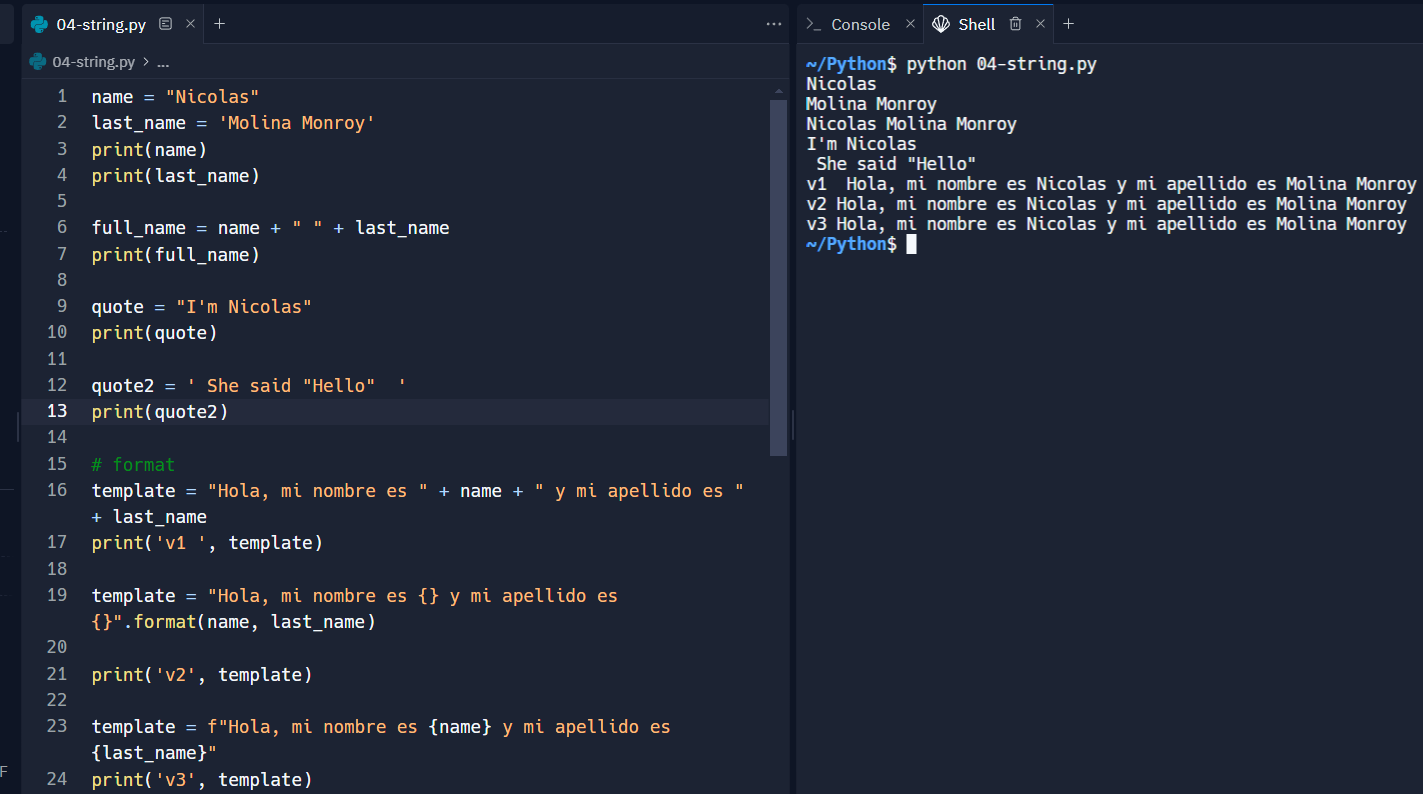 04-string.py
04-string.py > ...
1 name = "Nicolas"
2 last_name = 'Molina Monroy'
3 print(name)
4 print(last_name)
5
6 full_name = name + " " + last_name
7 print(full_name)
8
9 quote = "I'm Nicolas"
10 print(quote)
11
12 quote2 = ' She said "Hello"  '
13 print(quote2)
14
15 # format
16 template = "Hola, mi nombre es " + name + " y mi apellido es "
+ last_name
17 print('v1 ', template)
18
19 template = "Hola, mi nombre es {} y mi apellido es
{}".format(name, last_name)
20
21 print('v2', template)
22
23 template = f"Hola, mi nombre es {name} y mi apellido es
{last_name}"
24 print('v3', template)
F
Console
Shell
~/Python$ python 04-string.py
Nicolas
Molina Monroy
Nicolas Molina Monroy
I'm Nicolas
 She said "Hello"
v1  Hola, mi nombre es Nicolas y mi apellido es Molina Monroy
v2 Hola, mi nombre es Nicolas y mi apellido es Molina Monroy
v3 Hola, mi nombre es Nicolas y mi apellido es Molina Monroy
~/Python$